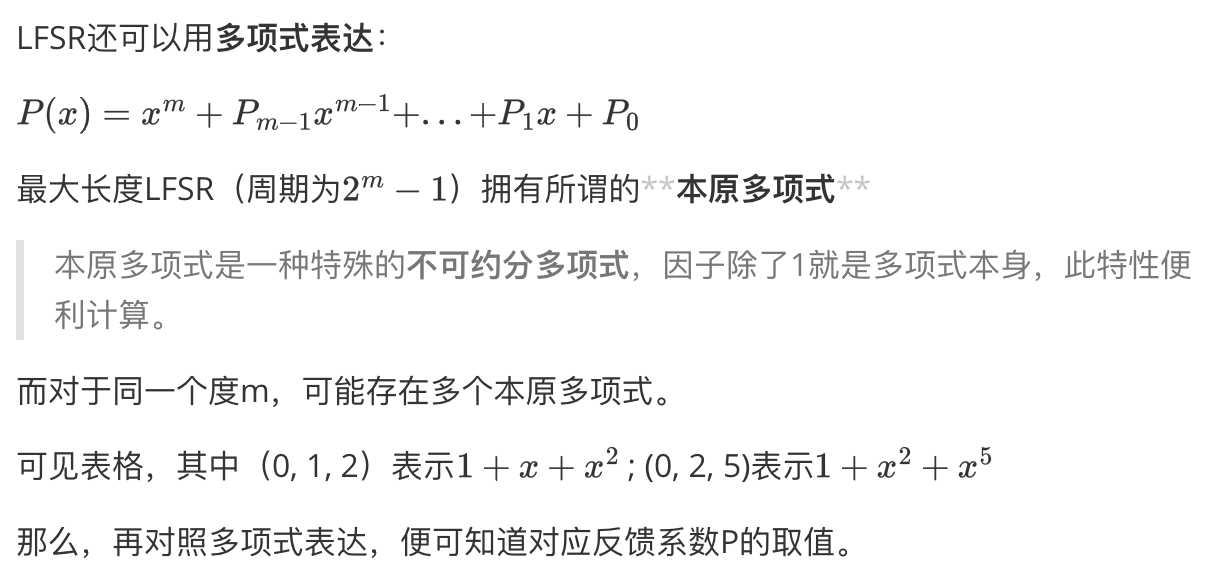 LFSR还可以用多项式表达：
P(x) = x^m + P_{m-1}x^{m-1}+...+P_1x + P_0
最大长度LFSR（周期为2^m − 1）拥有所谓的**本原多项式**
本原多项式是一种特殊的不可约分多项式，因子除了1就是多项式本身，此特性便
利计算。
而对于同一个度m，可能存在多个本原多项式。
可见表格，其中（0, 1, 2）表示1 + x + x^2 ; (0, 2, 5)表示1 + x^2 + x^5
那么，再对照多项式表达，便可知道对应反馈系数P的取值。